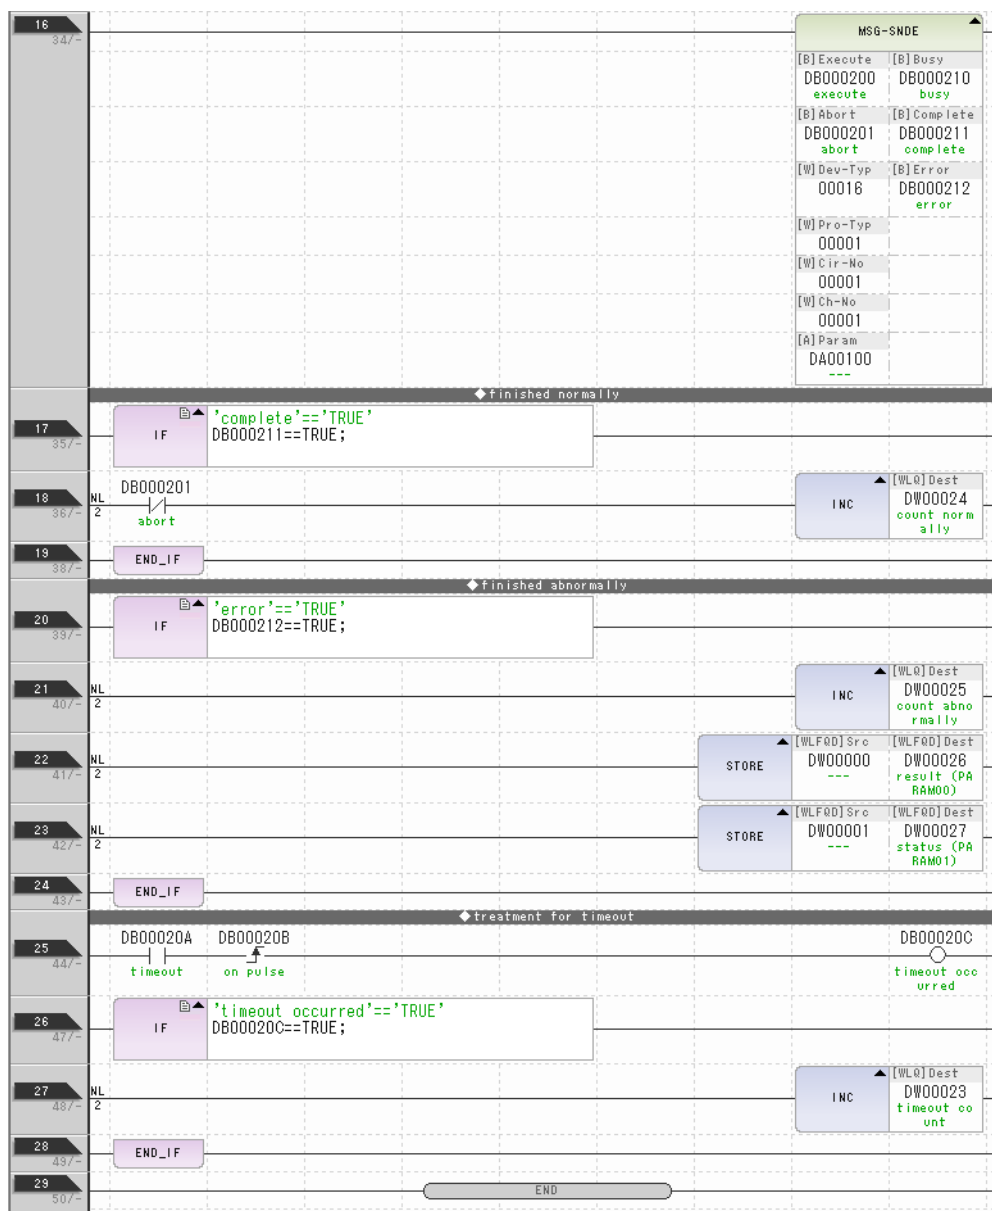 16
34/-
MSG-SNDE
[B]Execute [B]Busy
DB000200 DB000210
execute busy
[B]Abort [B]Complete
DB000201 DB000211
abort complete
[W]Dev-Typ [B]Error
00016 DB000212
error
[W]Pro-Typ
00001
[W]Cir-No
00001
[W]Ch-No
00001
[A]Param
DA00100
---
◆finished normally
17
35/-
IF
'complete'=='TRUE'
DB000211==TRUE;
18
36/-
NL
2
DB000201
abort
INC
[WLQ]Dest
DW00024
count norm
ally
19
38/-
END_IF
◆finished abnormally
20
39/-
IF
'error'=='TRUE'
DB000212==TRUE;
21
40/-
NL
2
INC
[WLQ]Dest
DW00025
count abno
rmally
22
41/-
NL
2
STORE
[WLFQD]Src [WLFQD]Dest
DW00000 DW00026
--- result (PA
RAM00)
23
42/-
NL
2
STORE
[WLFQD]Src [WLFQD]Dest
DW00001 DW00027
--- status (PA
RAM01)
24
43/-
END_IF
◆treatment for timeout
25
44/-
DB00020A DB00020B DB00020C
timeout on pulse timeout occ
urred
26
47/-
IF
'timeout occurred'=='TRUE'
DB00020C==TRUE;
27
48/-
NL
2
INC
[WLQ]Dest
DW00023
timeout co
unt
28
49/-
END_IF
29
50/-
END